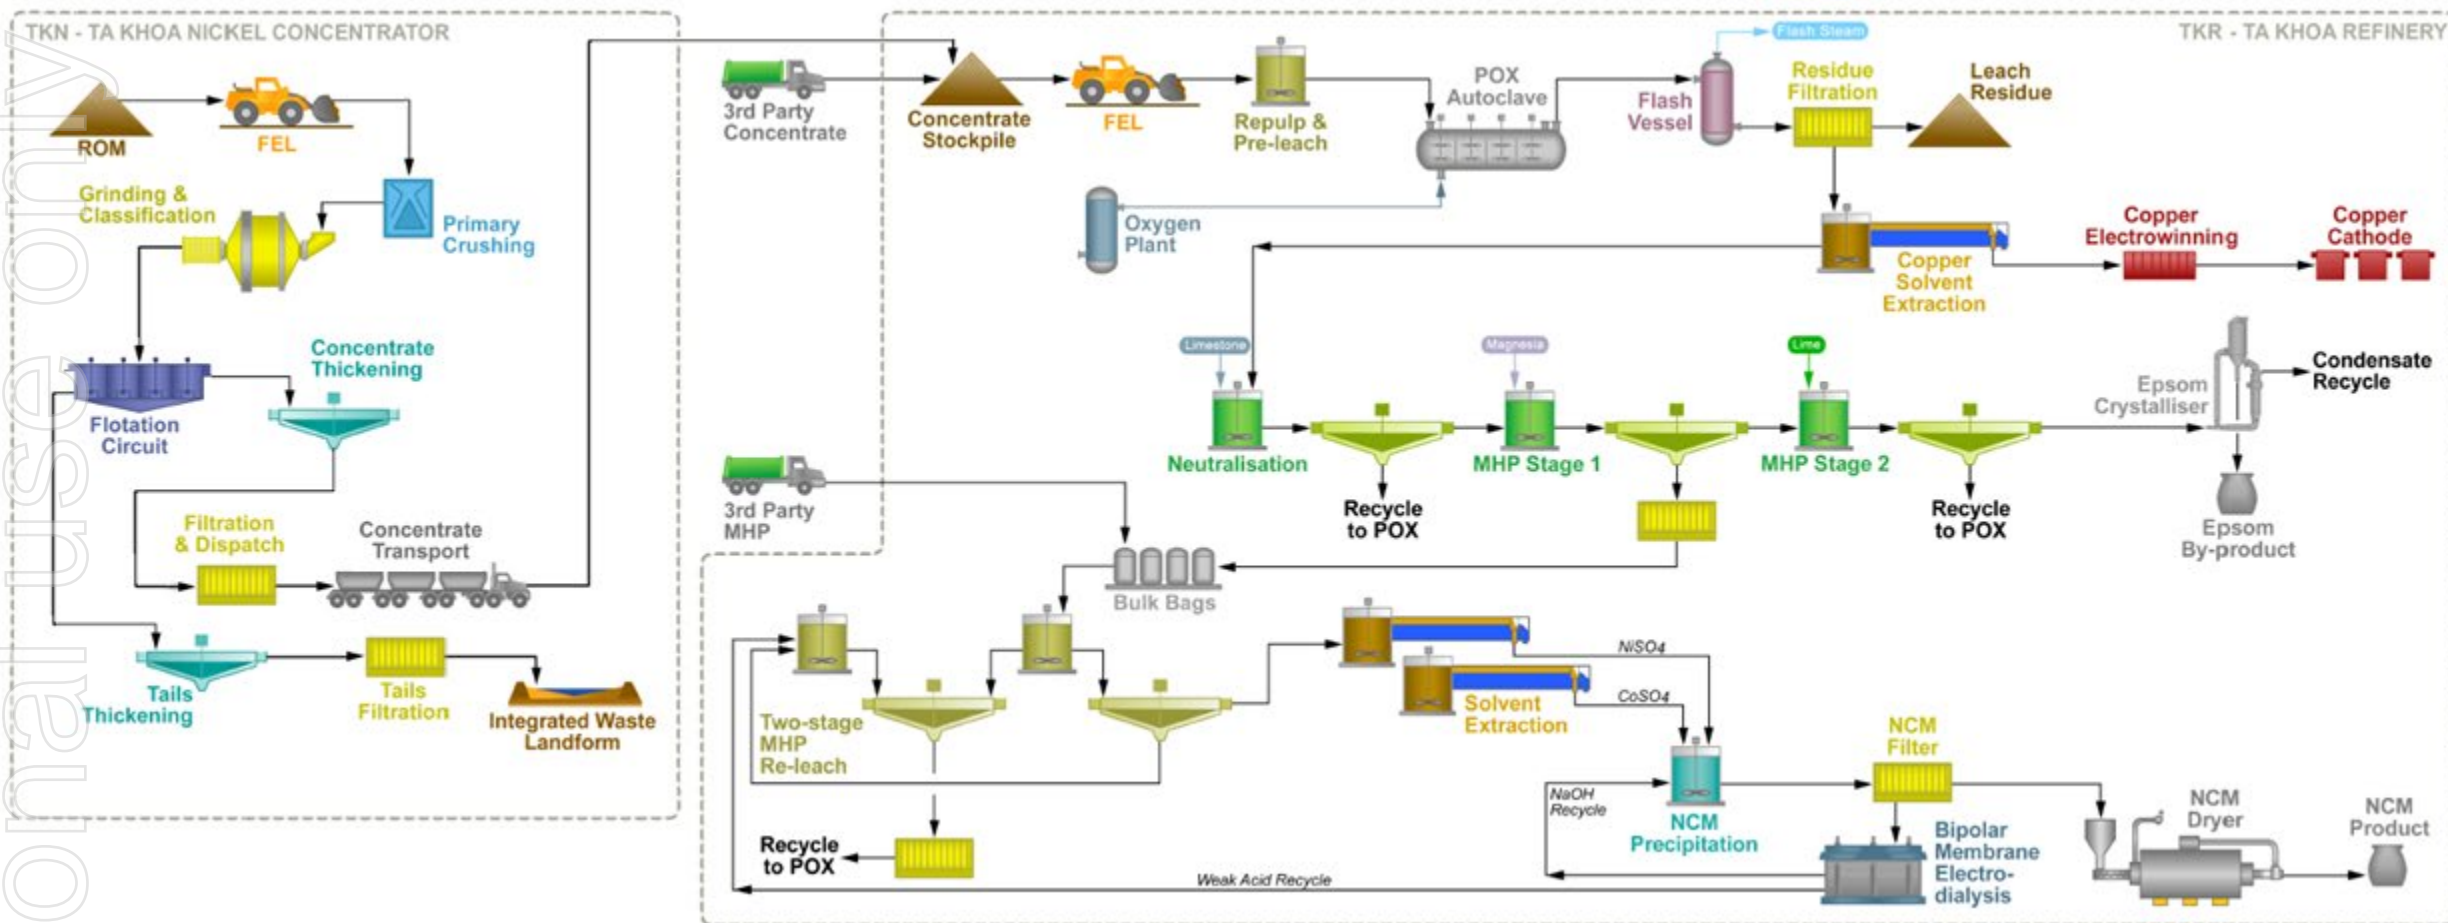 TKN - TA KHOA NICKEL CONCENTRATOR
ROM
FEL
Grinding &
Classification
Primary
Crushing
Flotation
Circuit
Concentrate
Thickening
Filtration
& Dispatch
Concentrate
Transport
Tails
Thickening
Tails
Filtration
Integrated Waste
Landform
TKR - TA KHOA REFINERY
3rd Party
Concentrate
Concentrate
Stockpile
FEL
Repulp &
Pre-leach
POX
Autoclave
Oxygen
Plant
Flash Steam
Flash
Vessel
Residue
Filtration
Leach
Residue
Copper
Solvent
Extraction
Copper
Electrowinning
Copper
Cathode
Limestone
Neutralisation
Recycle
to POX
Magnesia
MHP Stage 1
Lime
MHP Stage 2
Recycle
to POX
Epsom
Crystalliser
Condensate
Recycle
Epsom
By-product
3rd Party
MHP
Bulk Bags
Two-stage
MHP
Re-leach
Recycle
to POX
Solvent
Extraction
NiSO4
CoSO4
NaOH
Recycle
NCM
Precipitation
NCM
Filter
Bipolar
Membrane
Electro-
dialysis
Weak Acid Recycle
NCM
Dryer
NCM
Product
onal use only